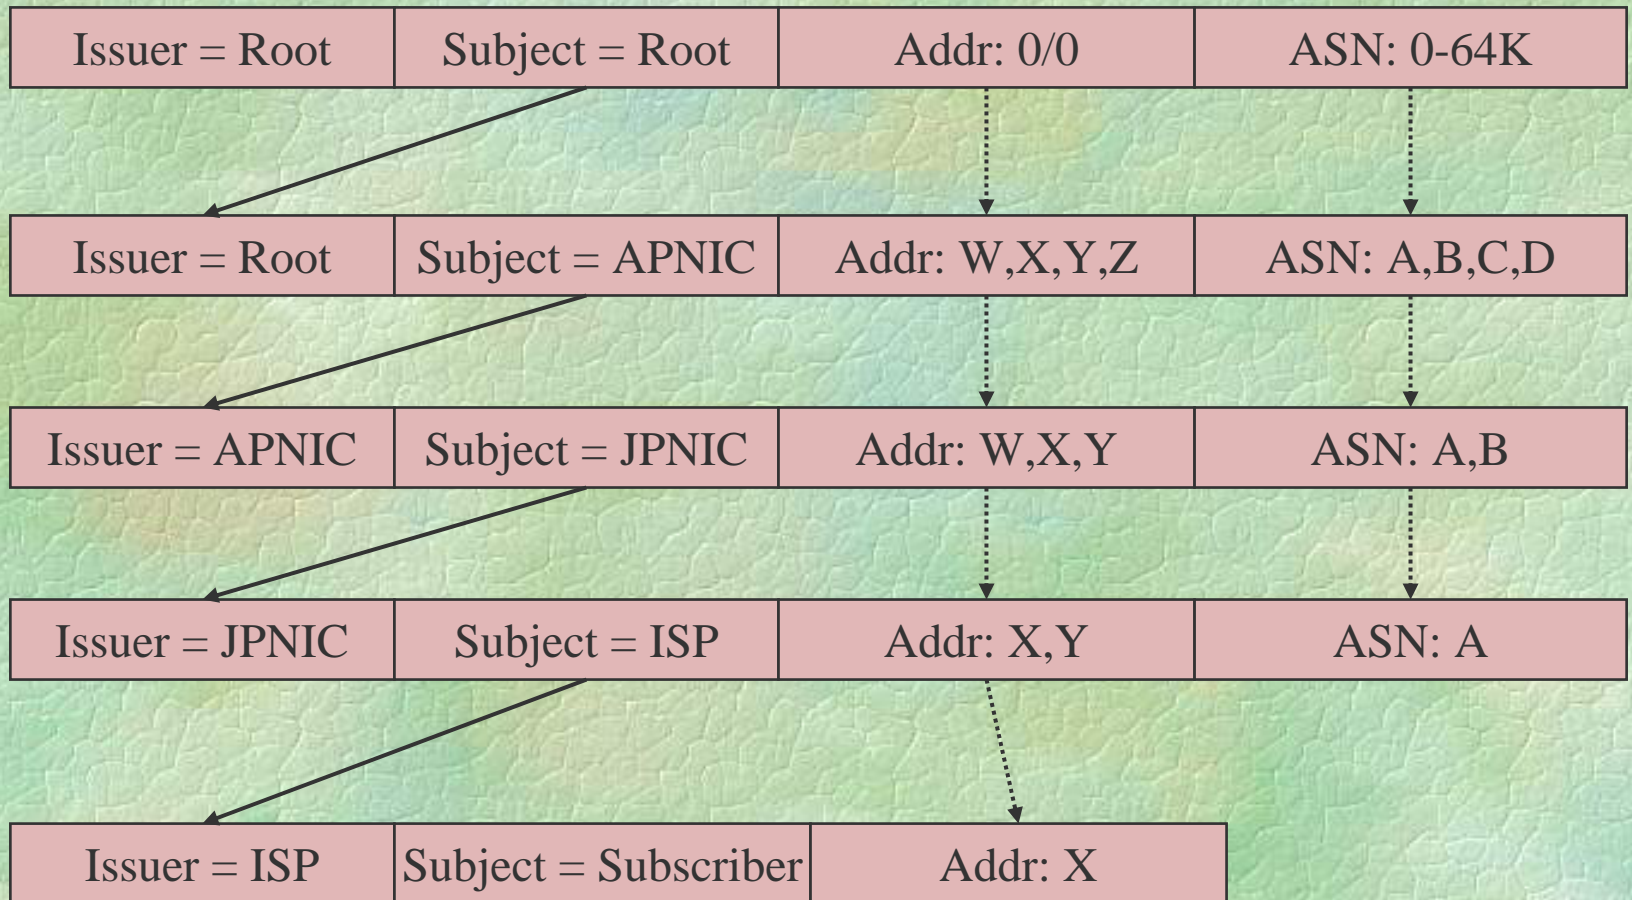 Issuer = Root Subject = Root Addr: 0/0 ASN: 0-64K
Issuer = Root Subject = APNIC Addr: W,X,Y,Z ASN: A,B,C,D
Issuer = APNIC Subject = JPNIC Addr: W,X,Y ASN: A,B
Issuer = JPNIC Subject = ISP Addr: X,Y ASN: A
Issuer = ISP Subject = Subscriber Addr: X